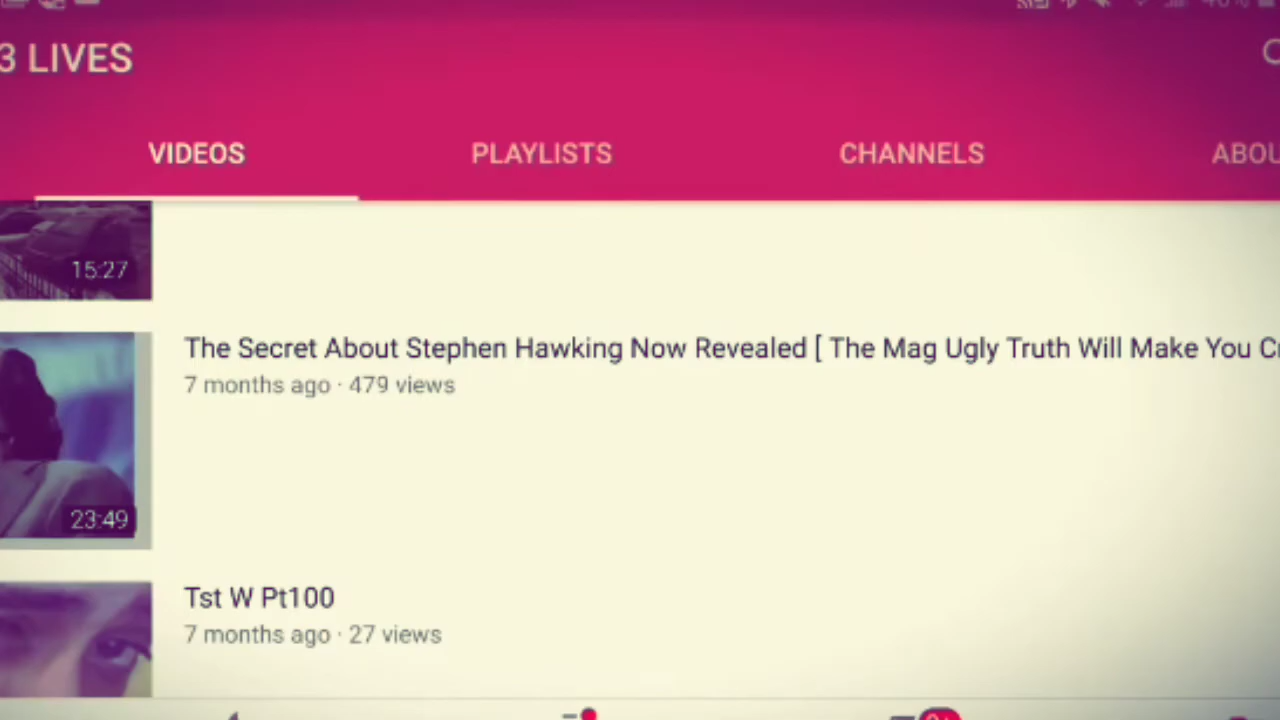 3 LIVES
VIDEOS
PLAYLISTS
CHANNELS
15:27
The Secret About Stephen Hawking Now Revealed [ The Mag Ugly Truth Will Make You
7 months ago · 479 views
23:49
Tst W Pt100
7 months ago · 27 views